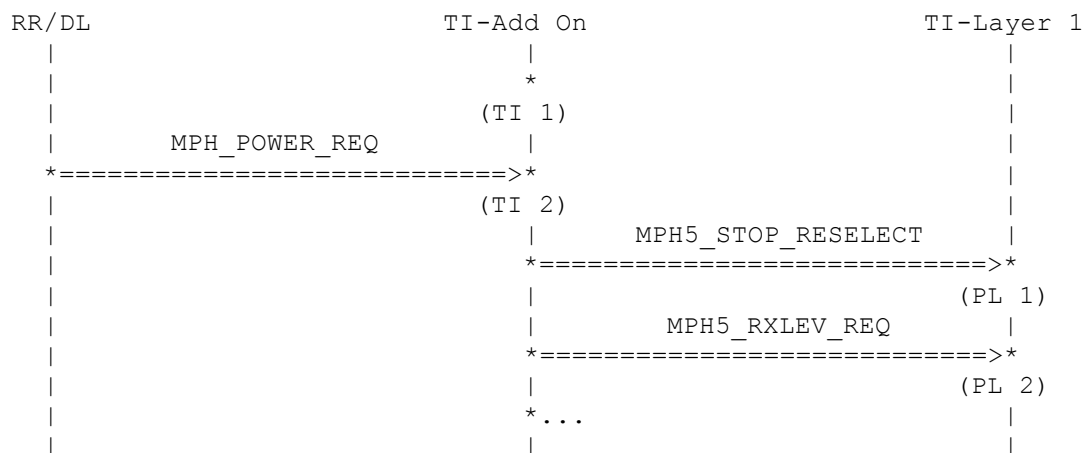 RR/DL                      TI-Add On                     TI-Layer 1
  |                             |                             |
  |                             *                             |
  |                          (TI 1)                           |
  |       MPH_POWER_REQ         |                             |
  *============================>*                             |
  |                          (TI 2)                           |
  |                             |      MPH5_STOP_RESELECT     |
  |                             *============================>*
  |                             |                          (PL 1)
  |                             |        MPH5_RXLEV_REQ       |
  |                             *============================>*
  |                             |                          (PL 2)
  |                             *...                          |
  |                             |                             |